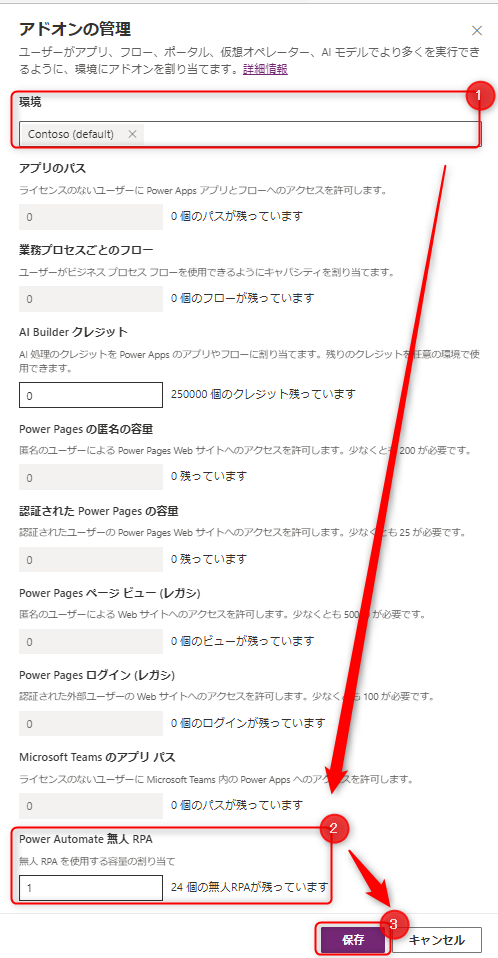 アドオンの管理
ユーザーがアプリ、フロー、ポータル、仮想オペレーター、AI モデルでより多くを実行でき
るように、環境にアドオンを割り当てます。詳細情報
環境
1
Contoso (default)
アプリのパス
ライセンスのないユーザーに Power Apps アプリとフローへのアクセスを許可します。
0 0 個のパスが残っています
業務プロセスごとのフロー
ユーザーがビジネス プロセス フローを使用できるようにキャパシティを割り当てます。
0 0 個のフローが残っています
AI Builder クレジット
AI 処理のクレジットを Power Apps のアプリやフローに割り当てます。残りのクレジットを任意の環境で使
用できます。
0 250000 個のクレジット残っています
Power Pages の匿名の容量
匿名のユーザーによる Power Pages Web サイトへのアクセスを許可します。少なくとも 200 が必要です。
0 0 残っています
認証された Power Pages の容量
認証されたユーザーの Power Pages Web サイトへのアクセスを許可します。少なくとも 25 が必要です。
0 0 残っています
Power Pages ページ ビュー (レガシ)
匿名のユーザーによる Web サイトへのアクセスを許可します。少なくとも 500 が必要です。
0 0 個のビューが残っています
Power Pages ログイン (レガシ)
認証された外部ユーザーの Web サイトへのアクセスを許可します。少なくとも 100 が必要です。
0 0 個のログインが残っています
Microsoft Teams のアプリ パス
ライセンスのないユーザーに Microsoft Teams 内の Power Apps へのアクセスを許可します。
0 0 個のパスが残っています
2
Power Automate 無人 RPA
無人 RPA を使用する容量の割り当て
1 24 個の無人RPAが残っています
3
保存 キャンセル